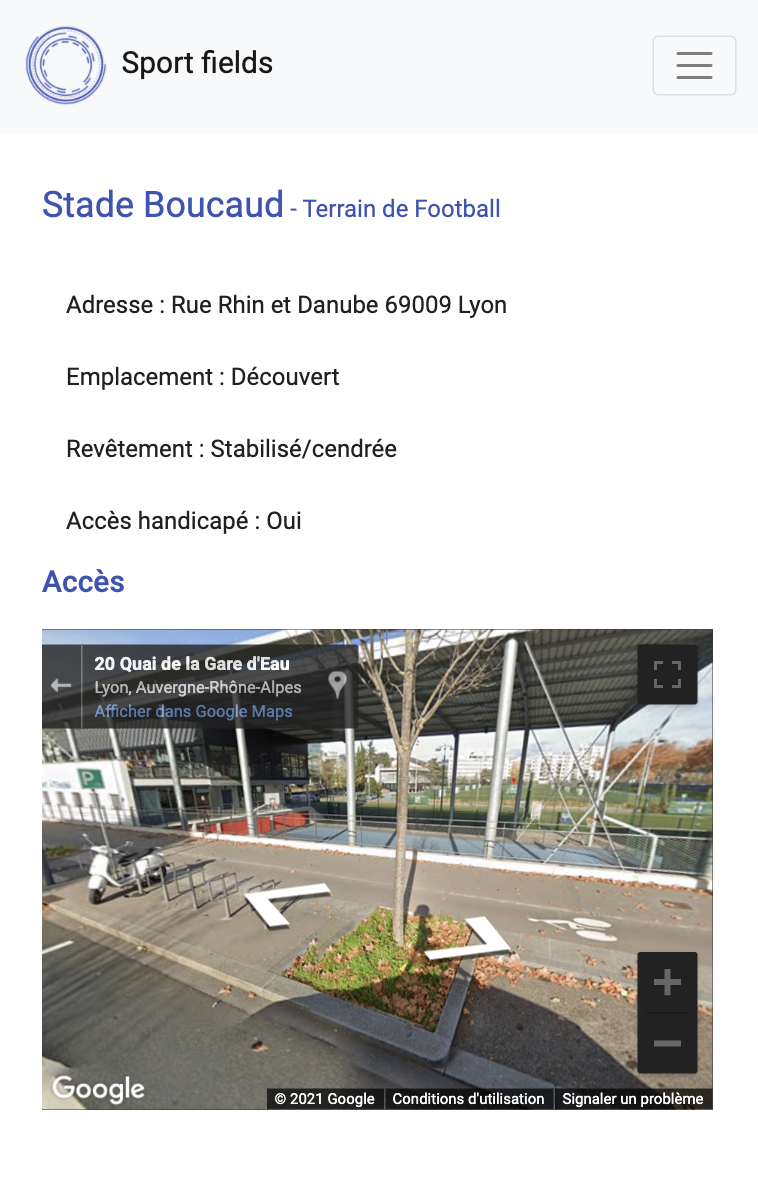 Sport fields
Stade Boucaud - Terrain de Football
Adresse : Rue Rhin et Danube 69009 Lyon
Emplacement : Découvert
Revêtement : Stabilisé/cendrée
Accès handicapé : Oui
Accès
20 Quai de la Gare d'Eau
Lyon, Auvergne-Rhône-Alpes
Afficher dans Google Maps
P
Google
© 2021 Google
Conditions d'utilisation
Signaler un problème